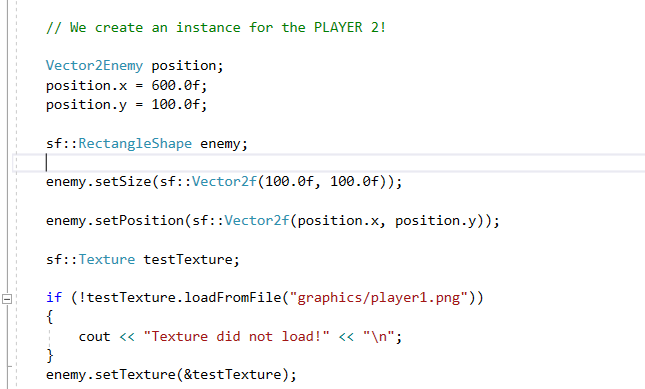 // We create an instance for the PLAYER 2!
Vector2Enemy position;
position.x = 600.0f;
position.y = 100.0f;
sf::RectangleShape enemy;
enemy.setSize(sf::Vector2f(100.0f, 100.0f));
enemy.setPosition(sf::Vector2f(position.x, position.y));
sf::Texture testTexture;
if (!testTexture.loadFromFile("graphics/player1.png"))
{
cout << "Texture did not load!" << "\n";
}
enemy.setTexture(&testTexture);